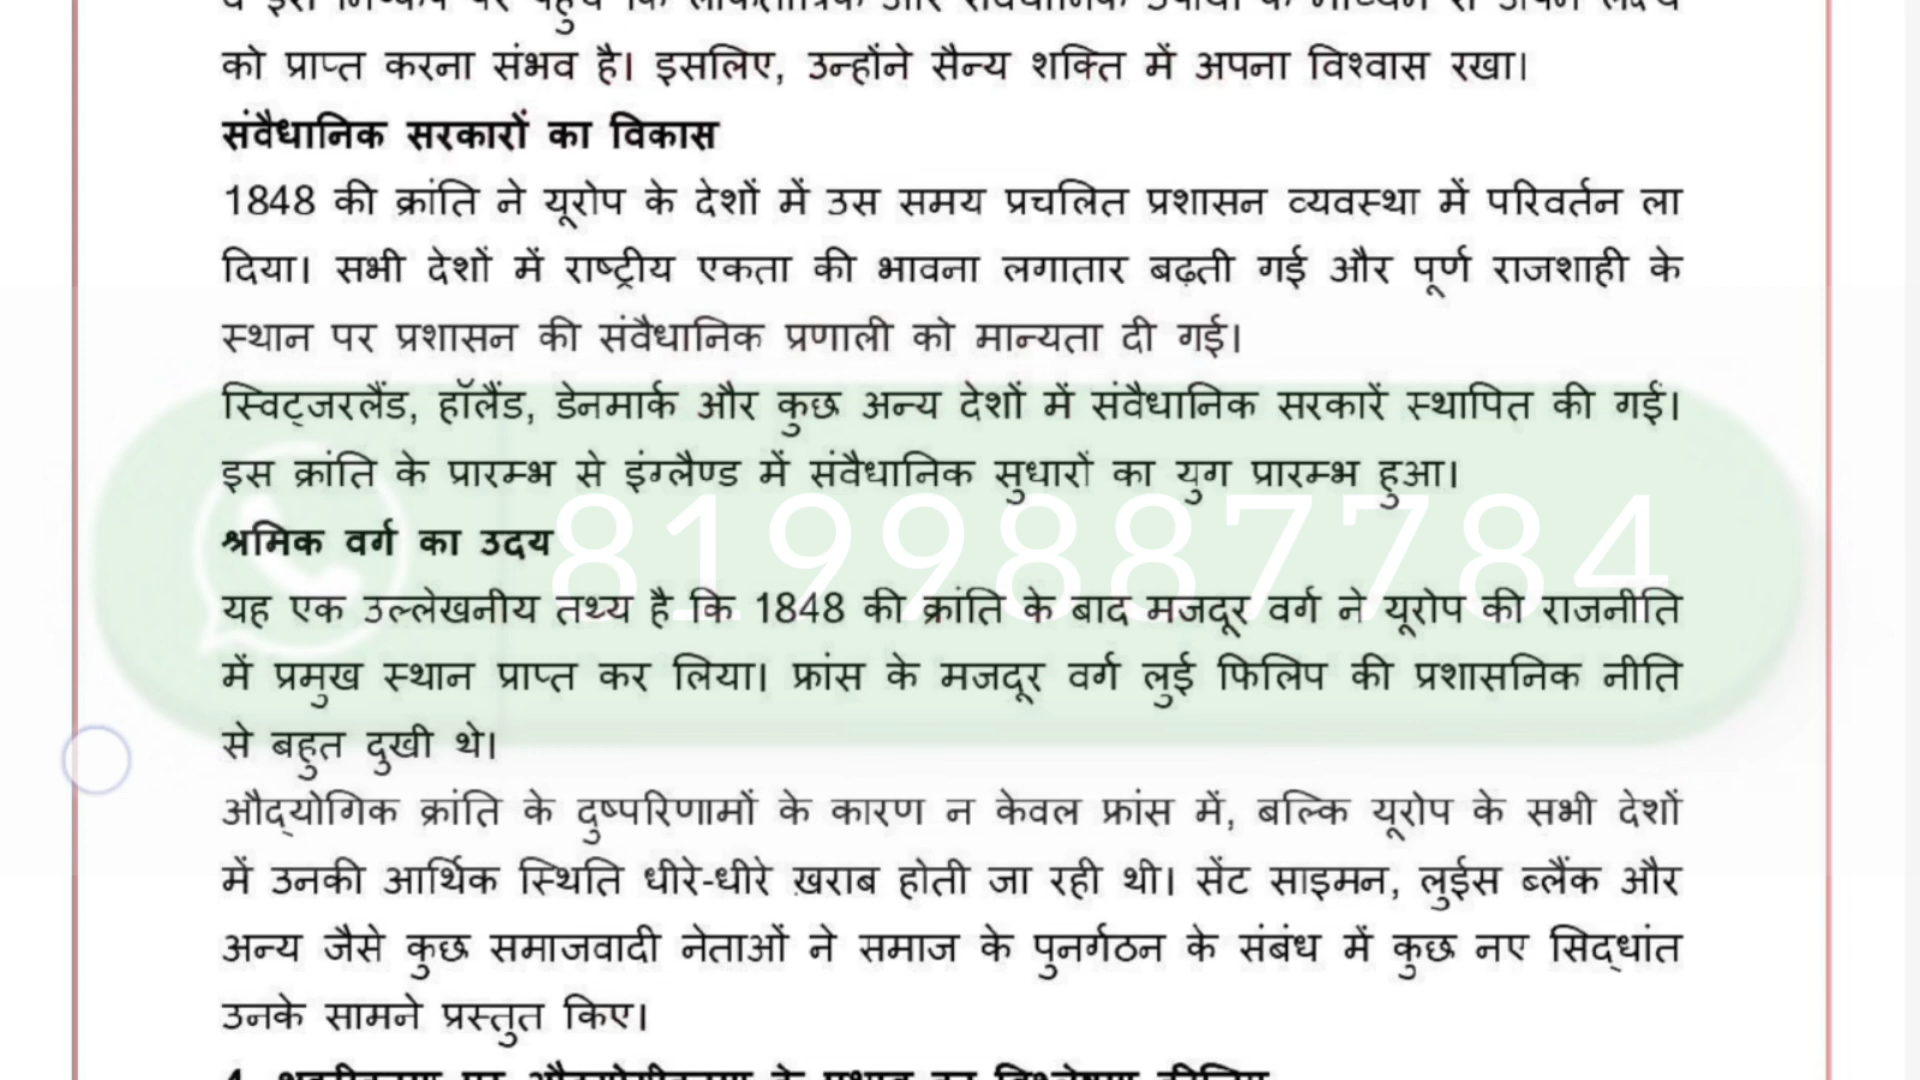 को प्राप्त करना संभव है। इसलिए, उन्होंने सैन्य शक्ति में अपना विश्वास रखा।
संवैधानिक सरकारों का विकास
1848 की क्रांति ने यूरोप के देशों में उस समय प्रचलित प्रशासन व्यवस्था में परिवर्तन ला
दिया। सभी देशों में राष्ट्रीय एकता की भावना लगातार बढ़ती गई और पूर्ण राजशाही के
स्थान पर प्रशासन की संवैधानिक प्रणाली को मान्यता दी गई।
स्विट्जरलैंड, हॉलैंड, डेनमार्क और कुछ अन्य देशों में संवैधानिक सरकारें स्थापित की गई।
इस क्रांति के प्रारम्भ से इंग्लैण्ड में संवैधानिक सुधारों का युग प्रारम्भ हुआ।
8199887784
श्रमिक वर्ग का उदय
यह एक उल्लेखनीय तथ्य है कि 1848 की क्रांति के बाद मजदूर वर्ग ने यूरोप की राजनीति
में प्रमुख स्थान प्राप्त कर लिया। फ्रांस के मजदूर वर्ग लुई फिलिप की प्रशासनिक नीति
से बहुत दुखी थे।
औद्योगिक क्रांति के दुष्परिणामों के कारण न केवल फ्रांस में, बल्कि यूरोप के सभी देशों
में उनकी आर्थिक स्थिति धीरे-धीरे ख़राब होती जा रही थी। सेंट साइमन, लुईस ब्लैंक और
अन्य जैसे कुछ समाजवादी नेताओं ने समाज के पुनर्गठन के संबंध में कुछ नए सिद्धांत
उनके सामने प्रस्तुत किए।